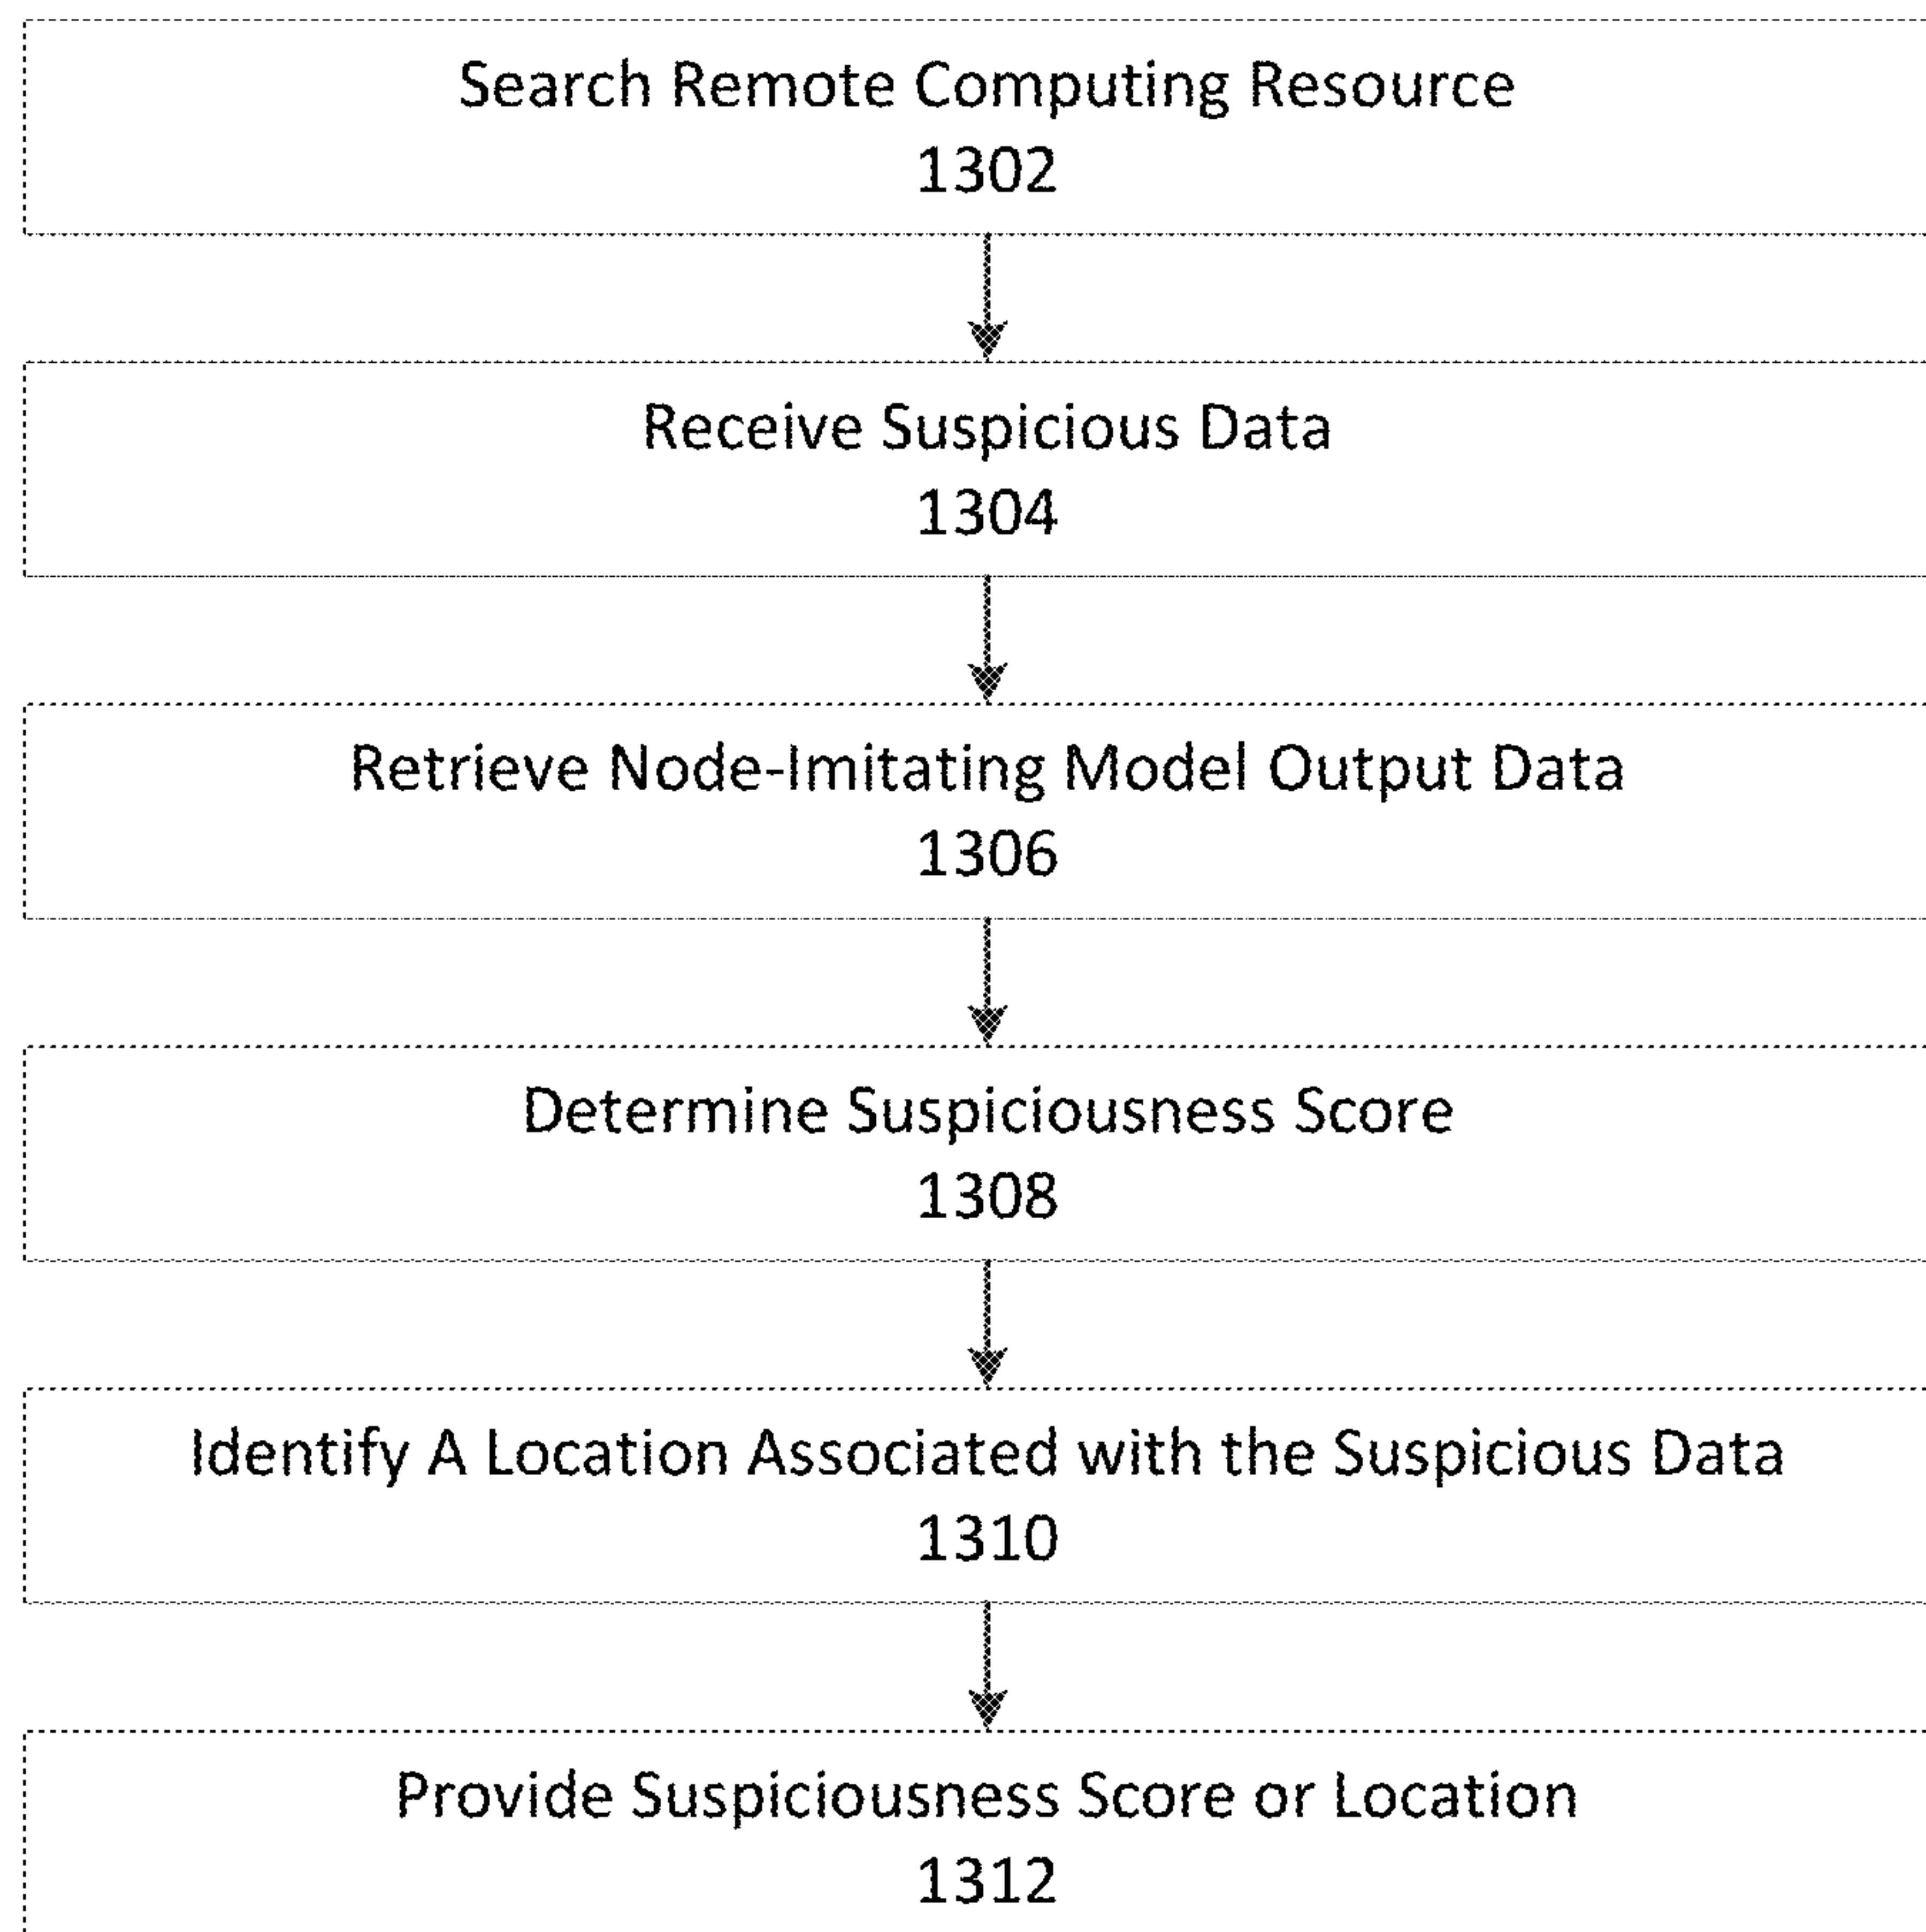 Search Remote Computing Resource
1302
Receive Suspicious Data
1304
Retrieve Node-Imitating Model Output Data
1306
Determine Suspiciousness Score
1308
Identify A Location Associated with the Suspicious Data
1310
Provide Suspiciousness Score or Location
1312